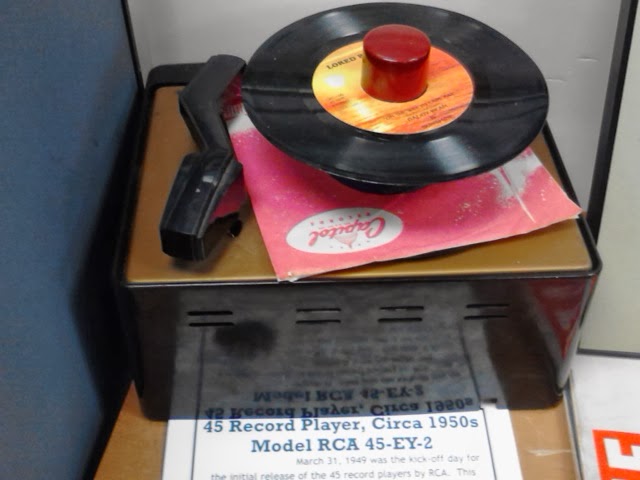 LORED
Capitol
45 Record Player, Circa 1950s
Model RCA 45-EY-2
March 31, 1949 was the kick-off day for
the initial release of the 45 record players by RCA. This